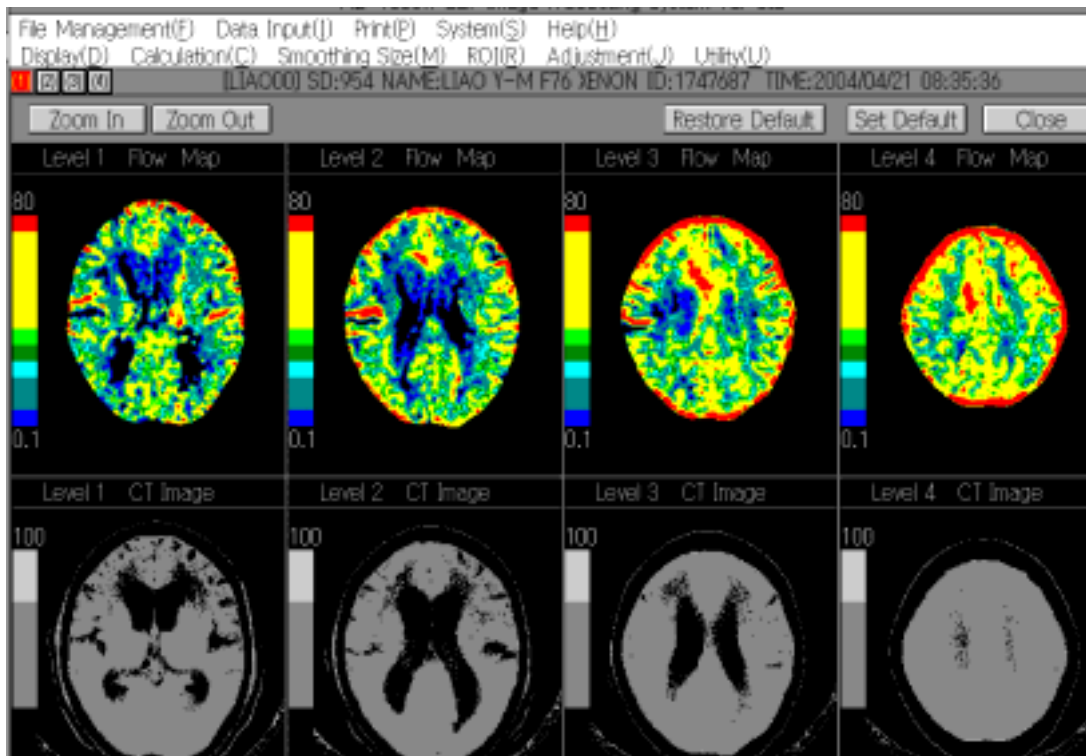 File Management(F) Data Input(I) Print(P) System(S) Help(H)
Display(D) Calculation(C) Smoothing Size(M) ROI(R) Adjustment(J) Utility(U)
1 2 3 4 [LIAO00] SD:954 NAME:LIAO Y-M F76 XENON ID:1747687 TIME:2004/04/21 08:35:36
Zoom In Zoom Out Restore Default Set Default Close
Level 1 Flow Map Level 2 Flow Map Level 3 Flow Map Level 4 Flow Map
80 80 80 80
0.1 0.1 0.1 0.1
Level 1 CT Image Level 2 CT Image Level 3 CT Image Level 4 CT Image
100 100 100 100